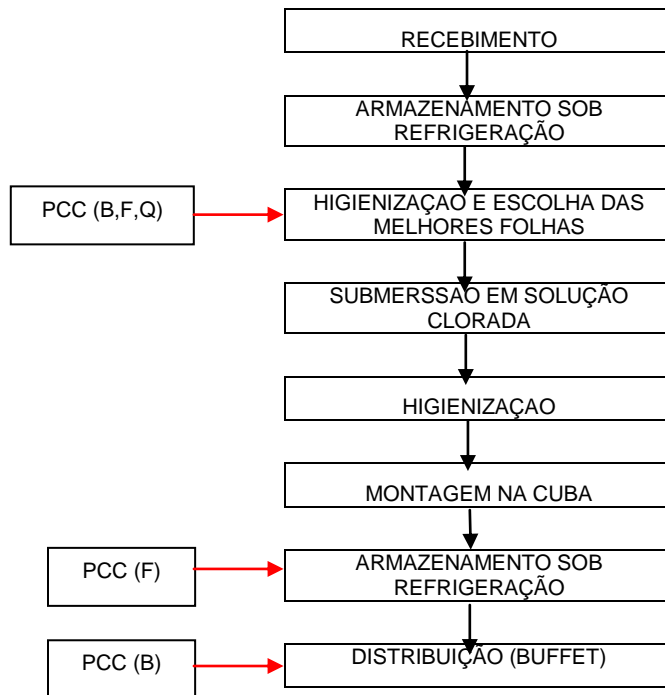 RECEBIMENTO
ARMAZENAMENTO SOB
REFRIGERAÇÃO
PCC (B,F,Q)
HIGIENIZAÇAO E ESCOLHA DAS
MELHORES FOLHAS
SUBMERSSAO EM SOLUÇÃO
CLORADA
HIGIENIZAÇAO
MONTAGEM NA CUBA
PCC (F)
ARMAZENAMENTO SOB
REFRIGERAÇÃO
PCC (B)
DISTRIBUIÇÃO (BUFFET)